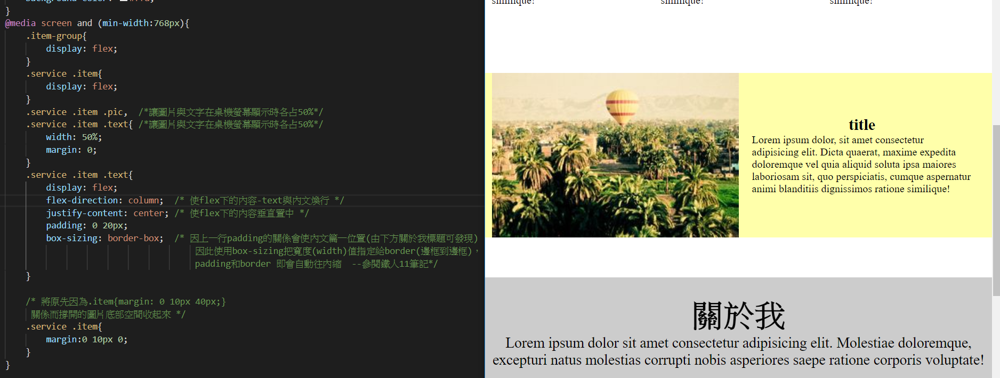 }
@media screen and (min-width:768px){
.item-group{
display: flex;
}
.service .item{
display: flex;
}
.service .item .pic,  /*讓圖片與文字在桌機螢幕顯示時各占50%*/
.service .item .text{ /*讓圖片與文字在桌機螢幕顯示時各占50%*/
width: 50%;
margin: 0;
}
.service .item .text{
display: flex;
flex-direction: column;  /* 使flex下的內容-text與內文煥行 */
justify-content: center; /* 使flex下的內容垂直置中 */
padding: 0 20px;
box-sizing: border-box;  /* 因上一行padding的關係會使內文篇一位置(由下方關於我標題可發現)
因此使用box-sizing把寬度(width)值指定給border(邊框到邊框)，
padding和border 即會自動往內縮  --參閱鐵人11筆記*/
}
/* 將原先因為.item{margin: 0 10px 40px;}
關係而撐開的圖片底部空間收起來 */
.service .item{
margin:0 10px 0;
}
}
similique! similique! similique!
title
Lorem ipsum dolor, sit amet consectetur
adipisicing elit. Dicta quaerat, maxime expedita
doloremque vel quia aliquid soluta ipsa maiores
laboriosam sit, quo perspiciatis, cumque aspernatur
animi blanditiis dignissimos ratione similique!
關於我
Lorem ipsum dolor sit amet consectetur adipisicing elit. Molestiae doloremque,
excepturi natus molestias corrupti nobis asperiores saepe ratione corporis voluptate!